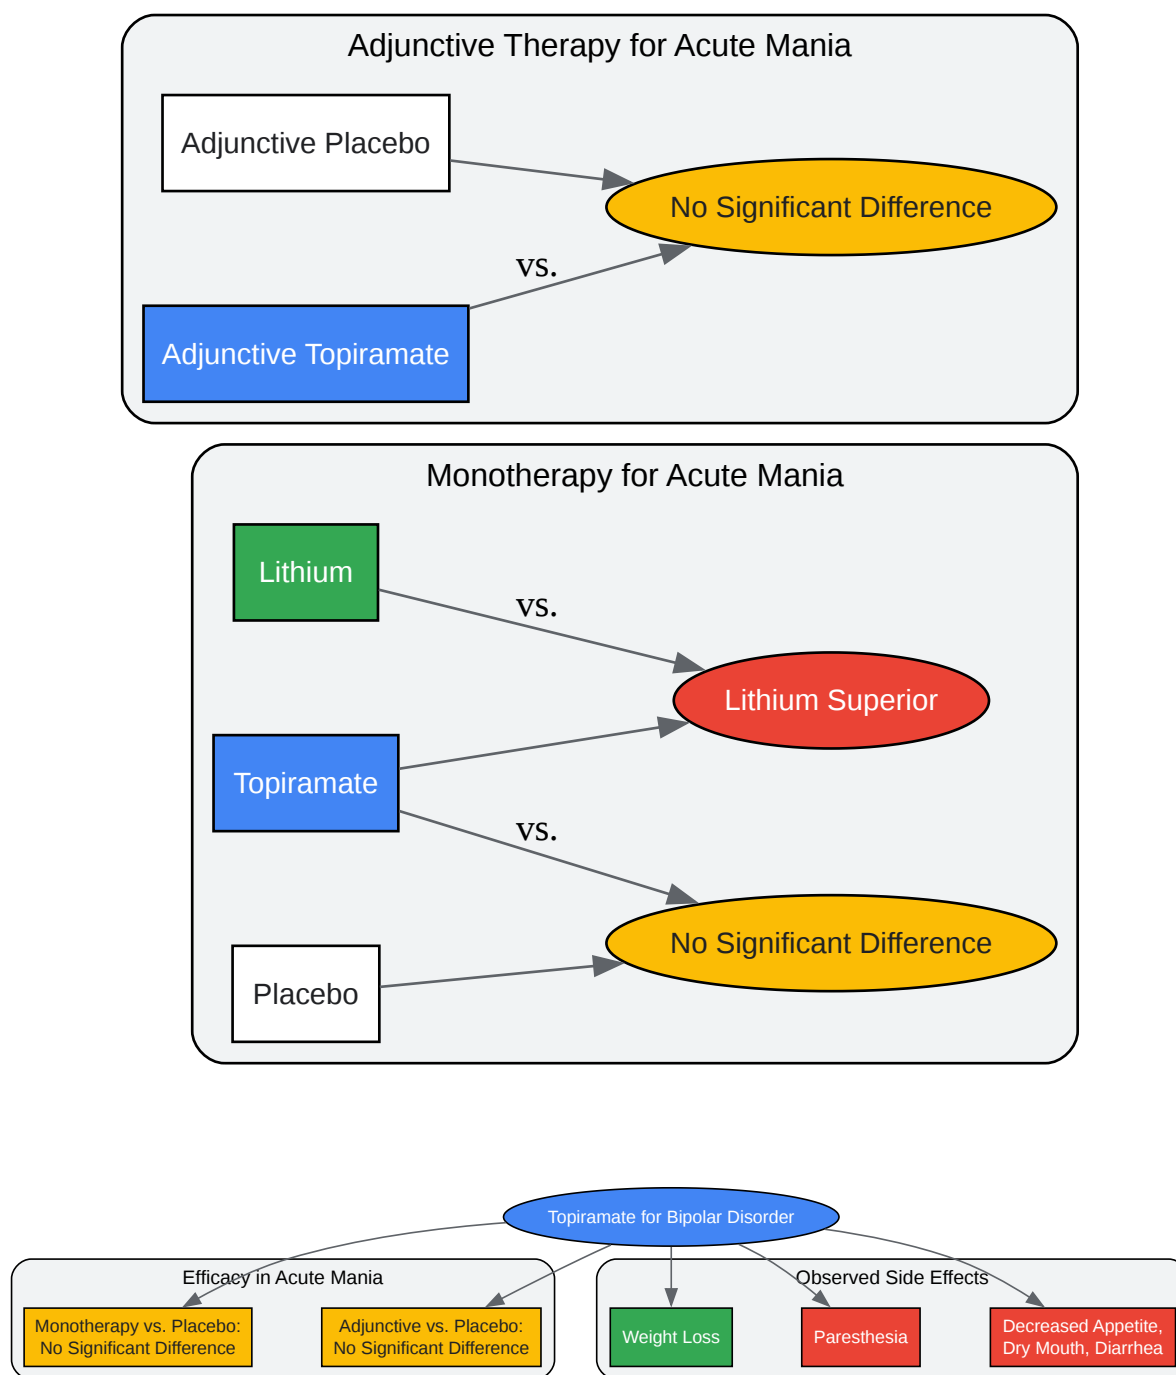 Adjunctive Therapy for Acute Mania
Adjunctive Placebo
No Significant Difference
vs.
Adjunctive Topiramate
Monotherapy for Acute Mania
Lithium
vs.
Lithium Superior
Topiramate
vs.
No Significant Difference
Placebo
Topiramate for Bipolar Disorder
Efficacy in Acute Mania
Monotherapy vs. Placebo:
No Significant Difference
Adjunctive vs. Placebo:
No Significant Difference
Observed Side Effects
Weight Loss
Paresthesia
Decreased Appetite,
Dry Mouth, Diarrhea